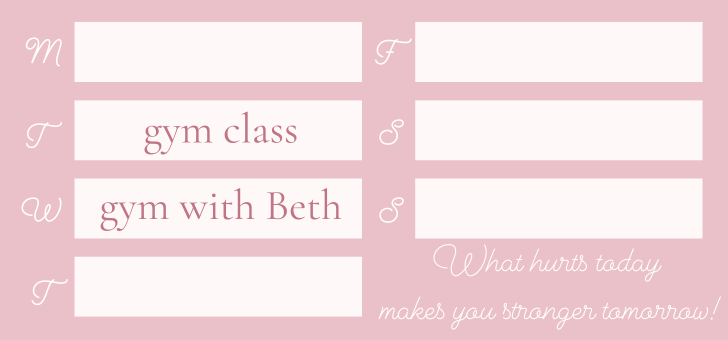 M
T
gym class
W
gym with Beth
T
F
S
S
What hurts today
makes you stronger tomorrow!